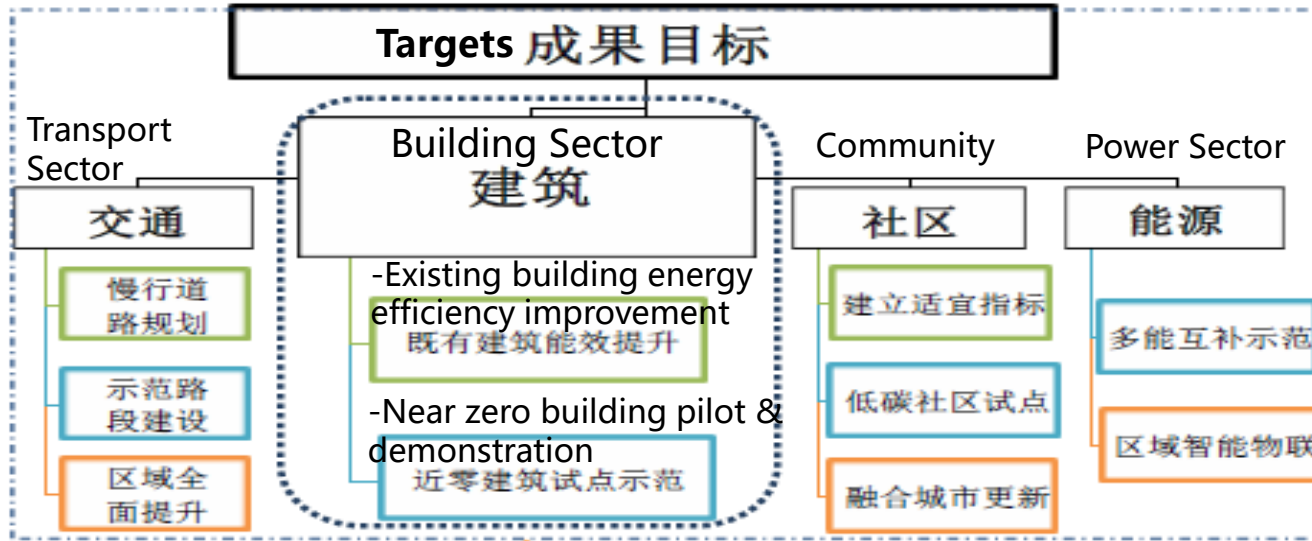 Targets 成果目标
Transport
Sector
交通
慢行道
路规划
示范路
段建设
区域全
面提升
Building Sector
建筑
-Existing building energy
efficiency improvement
既有建筑能效提升
-Near zero building pilot &
demonstration
近零建筑试点示范
Community
社区
建立适宜指标
低碳社区试点
融合城市更新
Power Sector
能源
多能互补示范
区域智能物联